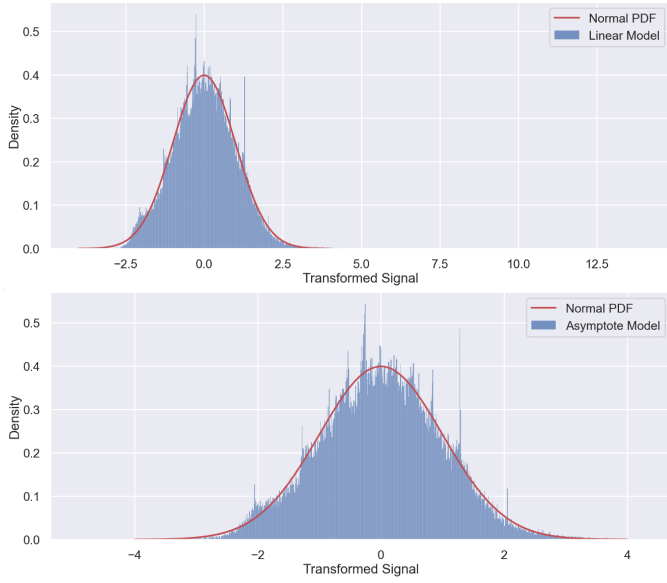 Normal PDF
Linear Model
Density
0.5
0.4
0.3
0.2
0.1
0.0
−2.5 0.0 2.5 5.0 7.5 10.0 12.5
Transformed Signal
Normal PDF
Asymptote Model
Density
0.5
0.4
0.3
0.2
0.1
0.0
−4 −2 0 2 4
Transformed Signal